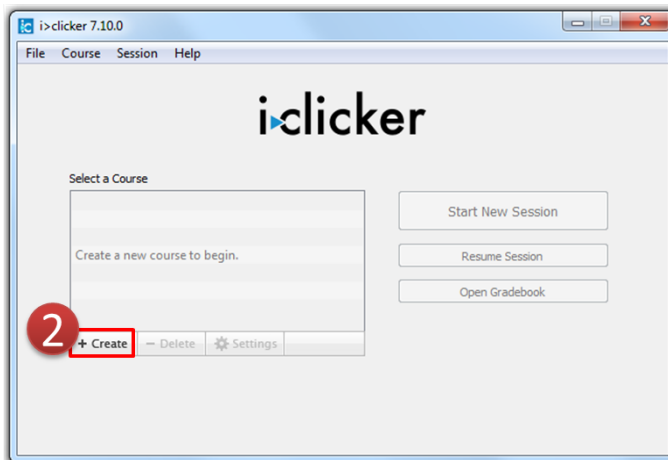 i>clicker 7.10.0
File Course Session Help
i>clicker
Select a Course
Create a new course to begin.
Start New Session
Resume Session
Open Gradebook
2
+ Create − Delete Settings